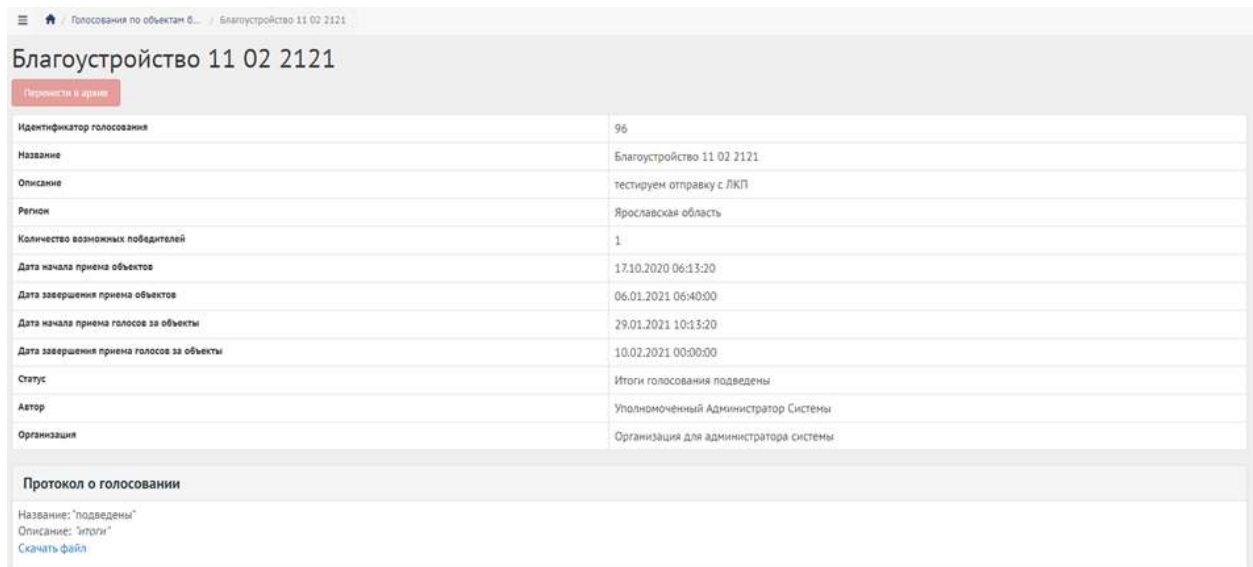 / Голосования по объектам б... / Благоустройство 11 02 2121
Благоустройство 11 02 2121
Перенести в архив
Идентификатор голосования 96
Название Благоустройство 11 02 2121
Описание тестируем отправку с ЛКП
Регион Ярославская область
Количество возможных победителей 1
Дата начала приема объектов 17.10.2020 06:13:20
Дата завершения приема объектов 06.01.2021 06:40:00
Дата начала приема голосов за объекты 29.01.2021 10:13:20
Дата завершения приема голосов за объекты 10.02.2021 00:00:00
Статус Итоги голосования подведены
Автор Уполномоченный Администратор Системы
Организация Организация для администратора системы
Протокол о голосовании
Название: "подведены"
Описание: "итоги"
Скачать файл